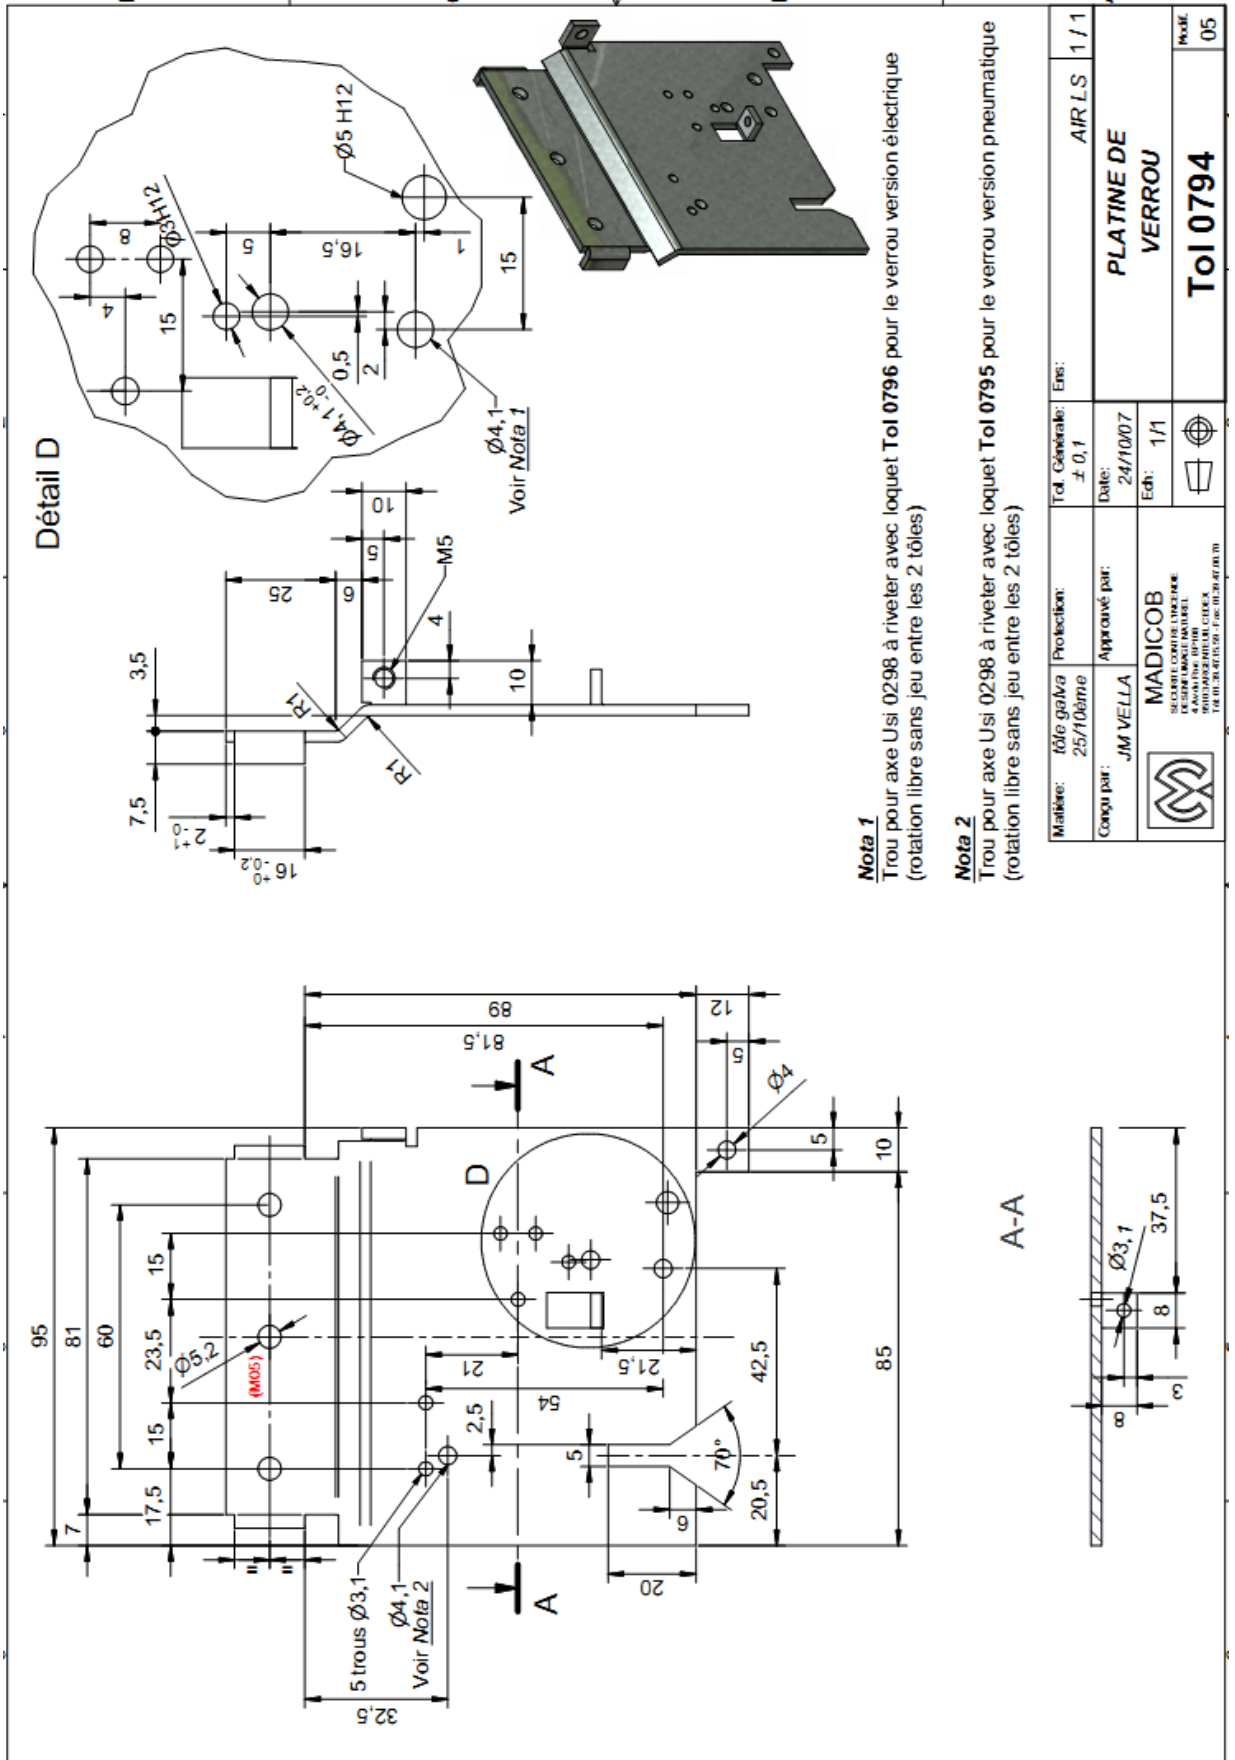 Détail D
Ø3H12
Ø5 H12
8
4
15
5
16,5
1
15
0,5
2
Ø4,1 +0,2 -0
Ø4,1
Voir Nota 1
3,5
7,5
2 +1 -0
16 +0 -0,2
25
6
R1
R1
10
5
M5
4
10
Nota 1
Trou pour axe Usi 0298 à riveter avec loquet Tol 0796 pour le verrou version électrique
(rotation libre sans jeu entre les 2 tôles)
Nota 2
Trou pour axe Usi 0298 à riveter avec loquet Tol 0795 pour le verrou version pneumatique
(rotation libre sans jeu entre les 2 tôles)
95
81
60
7
17,5
15
23,5
15
Ø5,2
(M05)
=
=
5 trous Ø3,1
Ø4,1
Voir Nota 2
32,5
A
A
D
21
54
2,5
21,5
5
70°
6
20
20,5
42,5
85
89
81,5
12
5
Ø4
5
10
A-A
Ø3,1
37,5
8
3
8
Matière:
tôle galva
25/10ème
Protection:
Tol. Générale:
± 0,1
Ens:
AIR LS
1 / 1
Conçu par:
JM VELLA
Approuvé par:
Date:
24/10/07
PLATINE DE
VERROU
MADICOB
SECURITE CONTRE L'INCENDIE
DESENFUMAGE NATUREL
Ech:
1/1
Tol 0794
Modif.
05